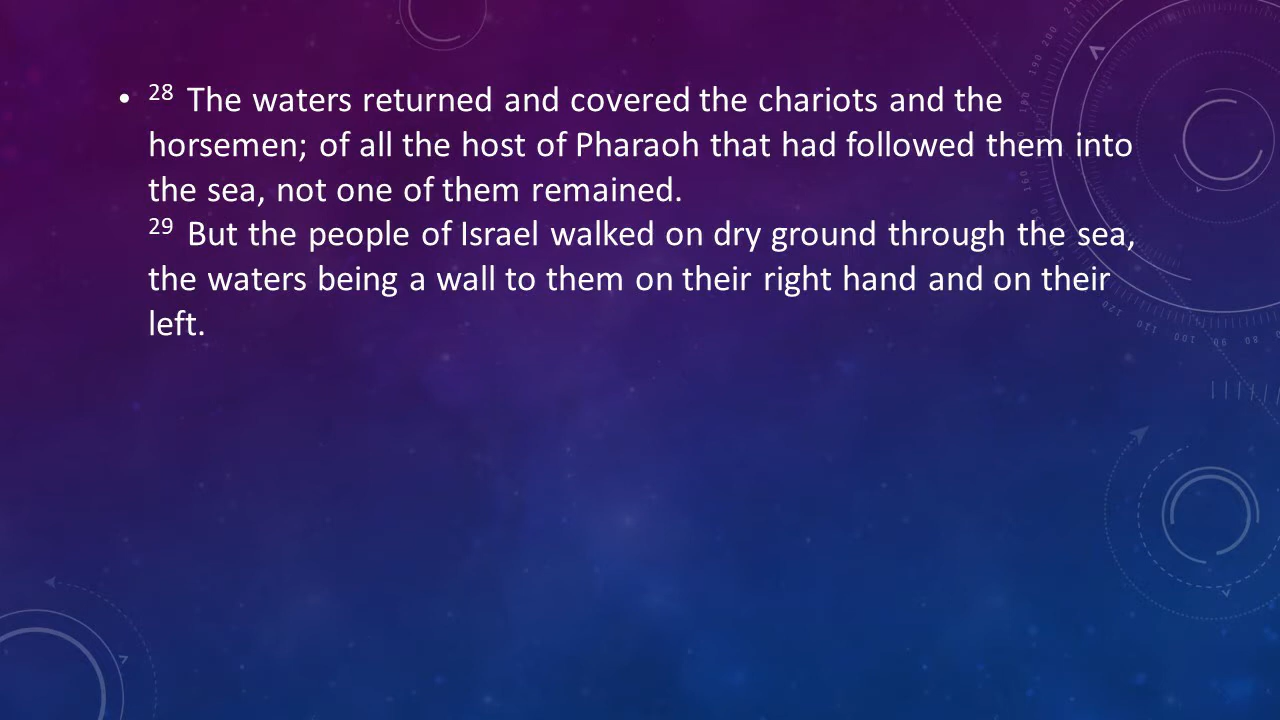 • 28 The waters returned and covered the chariots and the
horsemen; of all the host of Pharaoh that had followed them into
the sea, not one of them remained.
29 But the people of Israel walked on dry ground through the sea,
the waters being a wall to them on their right hand and on their
left.